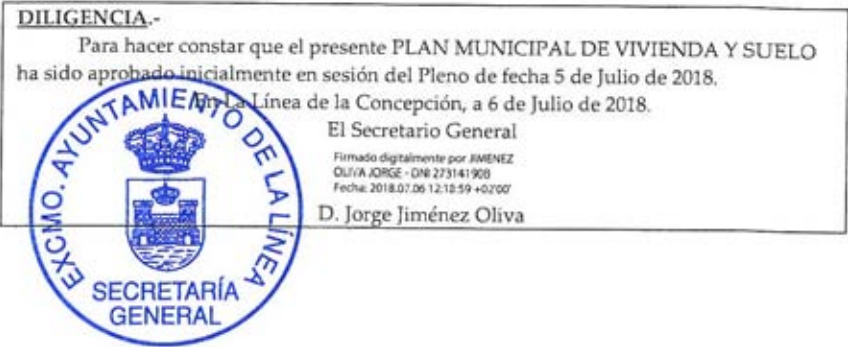 DILIGENCIA.-
Para hacer constar que el presente PLAN MUNICIPAL DE VIVIENDA Y SUELO
ha sido aprobado inicialmente en sesión del Pleno de fecha 5 de Julio de 2018.
En La Línea de la Concepción, a 6 de Julio de 2018.
El Secretario General
Firmado digitalmente por JIMENEZ
OLIVA JORGE - DNI 27314190B
Fecha: 2018.07.06 12:18:59 +02'00'
D. Jorge Jiménez Oliva
EXCMO. AYUNTAMIENTO DE LA LÍNEA
SECRETARÍA
GENERAL